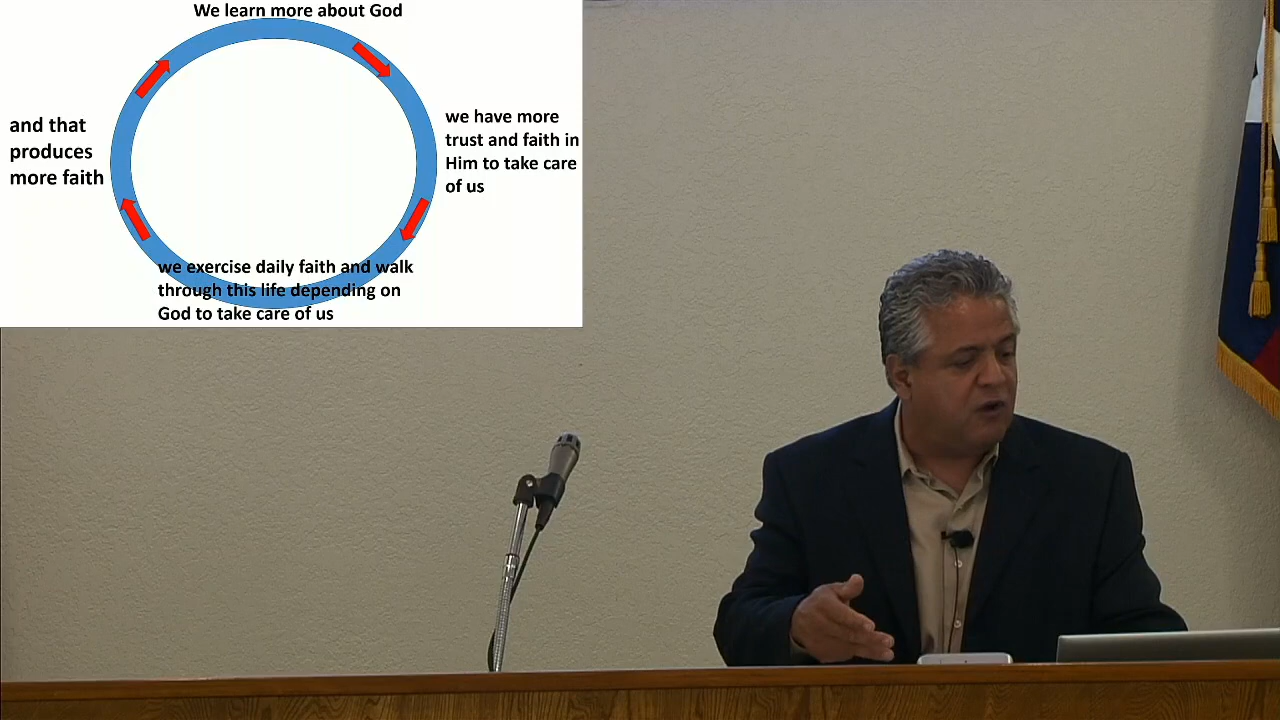 We learn more about God
we have more
trust and faith in
Him to take care
of us
we exercise daily faith and walk
through this life depending on
God to take care of us
and that
produces
more faith